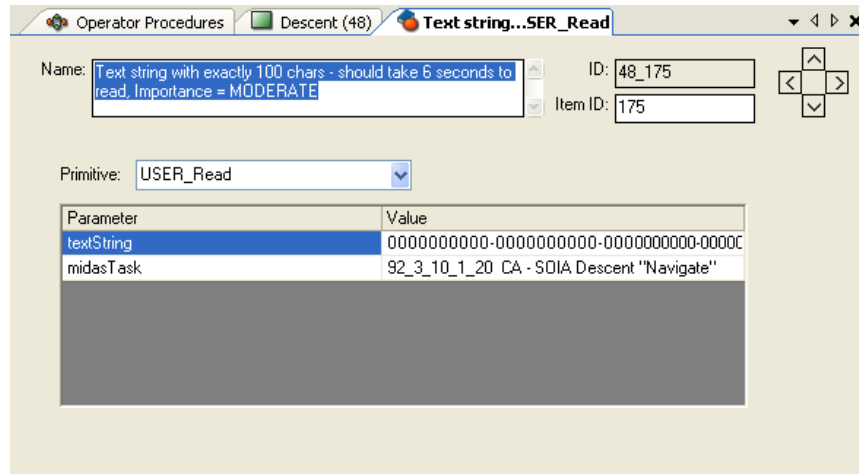 Operator Procedures Descent (48) Text string...SER_Read
Name: Text string with exactly 100 chars - should take 6 seconds to
read, Importance = MODERATE
ID: 48_175
Item ID: 175
Primitive: USER_Read
Parameter Value
textString 0000000000-0000000000-0000000000-00000
midasTask 92_3_10_1_20 CA - SOIA Descent "Navigate"